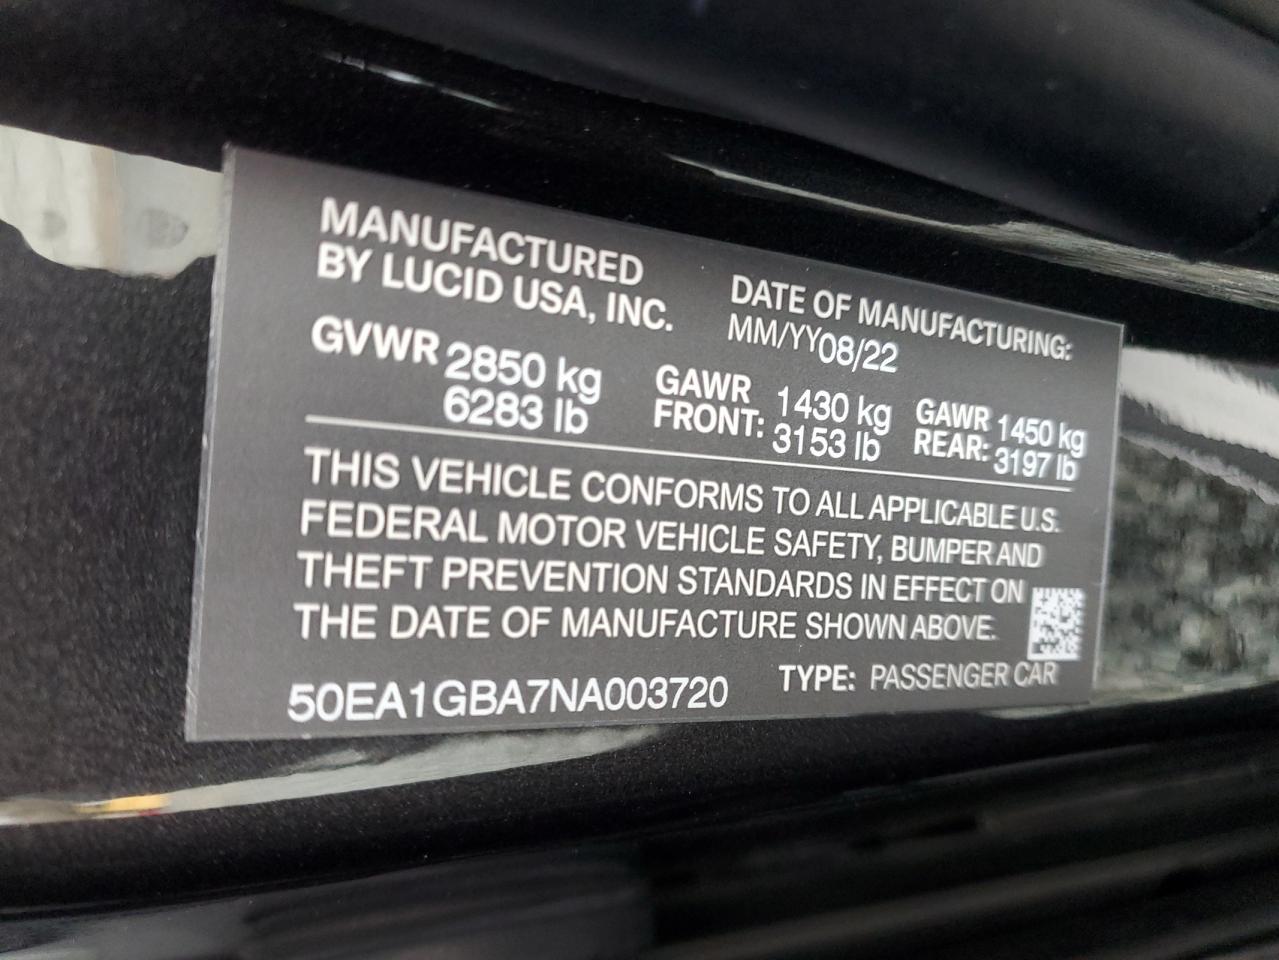 MANUFACTURED
BY LUCID USA, INC.
DATE OF MANUFACTURING:
MM/YY 08/22
GVWR 2850 kg
6283 lb
GAWR
FRONT: 1430 kg
3153 lb
GAWR
REAR: 1450 kg
3197 lb
THIS VEHICLE CONFORMS TO ALL APPLICABLE U.S.
FEDERAL MOTOR VEHICLE SAFETY, BUMPER AND
THEFT PREVENTION STANDARDS IN EFFECT ON
THE DATE OF MANUFACTURE SHOWN ABOVE.
50EA1GBA7NA003720
TYPE: PASSENGER CAR